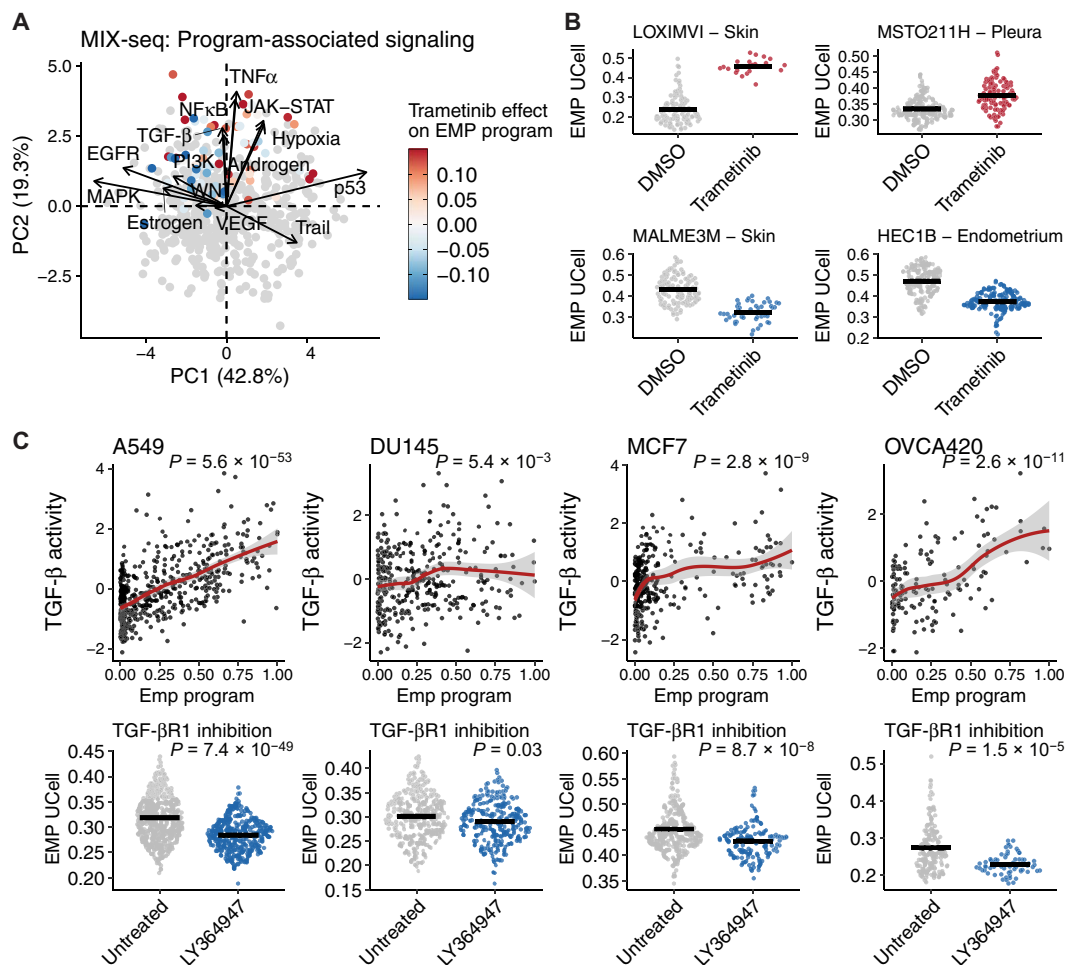 A
MIX-seq: Program-associated signaling
5.0
2.5
0.0
−2.5
PC2 (19.3%)
−4
0
4
PC1 (42.8%)
TNFα
NFκB
JAK−STAT
TGF-β
Hypoxia
EGFR
PI3K
Androgen
MAPK
WNT
p53
Estrogen
VEGF
Trail
Trametinib effect
on EMP program
0.10
0.05
0.00
−0.05
−0.10
B
LOXIMVI − Skin
EMP UCell
0.5
0.4
0.3
0.2
DMSO
Trametinib
MSTO211H − Pleura
EMP UCell
0.50
0.45
0.40
0.35
0.30
DMSO
Trametinib
MALME3M − Skin
EMP UCell
0.6
0.5
0.4
0.3
DMSO
Trametinib
HEC1B − Endometrium
EMP UCell
0.6
0.5
0.4
0.3
0.2
DMSO
Trametinib
C
A549
P = 5.6 × 10−53
TGF-β activity
4
2
0
−2
0.00 0.25 0.50 0.75 1.00
Emp program
DU145
P = 5.4 × 10−3
TGF-β activity
2
0
−2
0.00 0.25 0.50 0.75 1.00
Emp program
MCF7
P = 2.8 × 10−9
TGF-β activity
4
2
0
−2
0.00 0.25 0.50 0.75 1.00
Emp program
OVCA420
P = 2.6 × 10−11
TGF-β activity
2
0
−2
0.00 0.25 0.50 0.75 1.00
Emp program
TGF-βR1 inhibition
P = 7.4 × 10−49
EMP UCell
0.45
0.40
0.35
0.30
0.25
0.20
Untreated
LY364947
TGF-βR1 inhibition
P = 0.03
EMP UCell
0.40
0.35
0.30
0.25
0.20
0.15
Untreated
LY364947
TGF-βR1 inhibition
P = 8.7 × 10−8
EMP UCell
0.60
0.55
0.50
0.45
0.40
0.35
Untreated
LY364947
TGF-βR1 inhibition
P = 1.5 × 10−5
EMP UCell
0.5
0.4
0.3
0.2
Untreated
LY364947